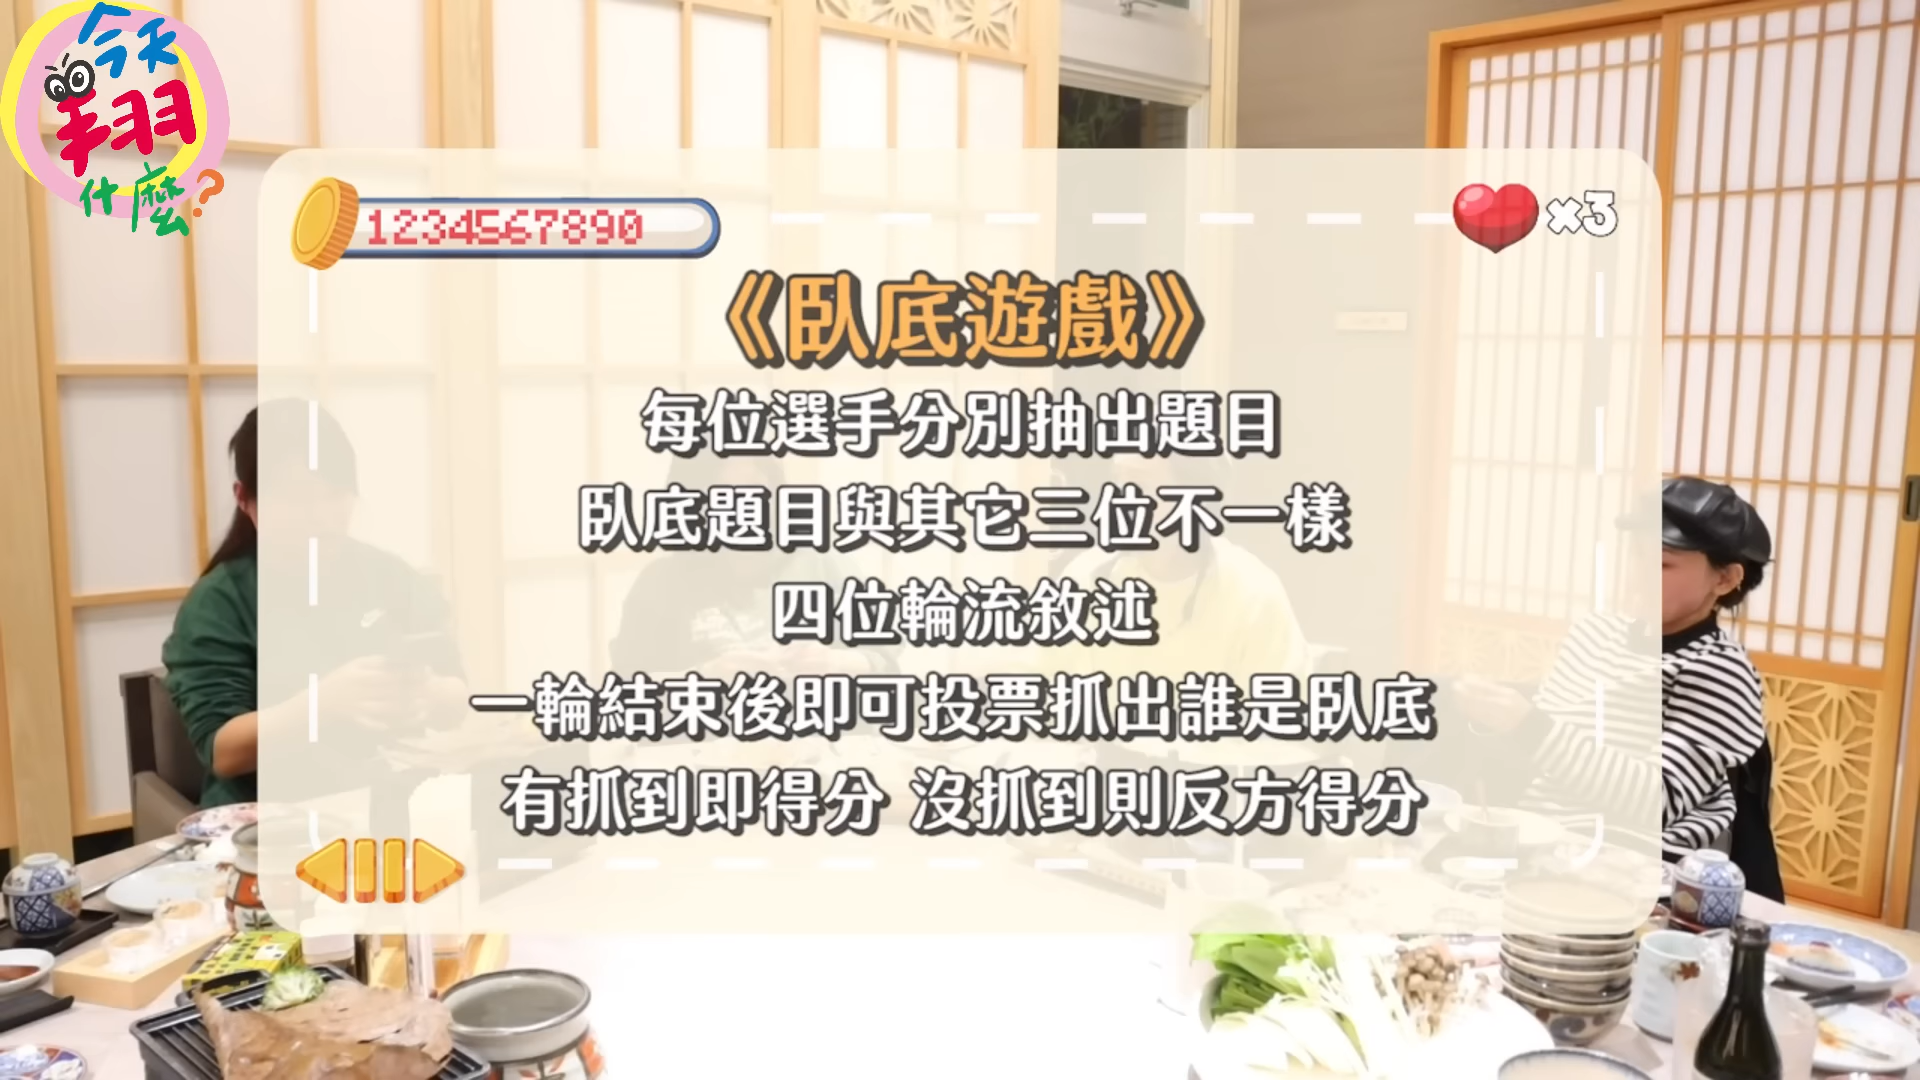 今天
翔
什麼?
1234567890
×3
《臥底遊戲》
每位選手分別抽出題目
臥底題目與其它三位不一樣
四位輪流敘述
一輪結束後即可投票抓出誰是臥底
有抓到即得分 沒抓到則反方得分